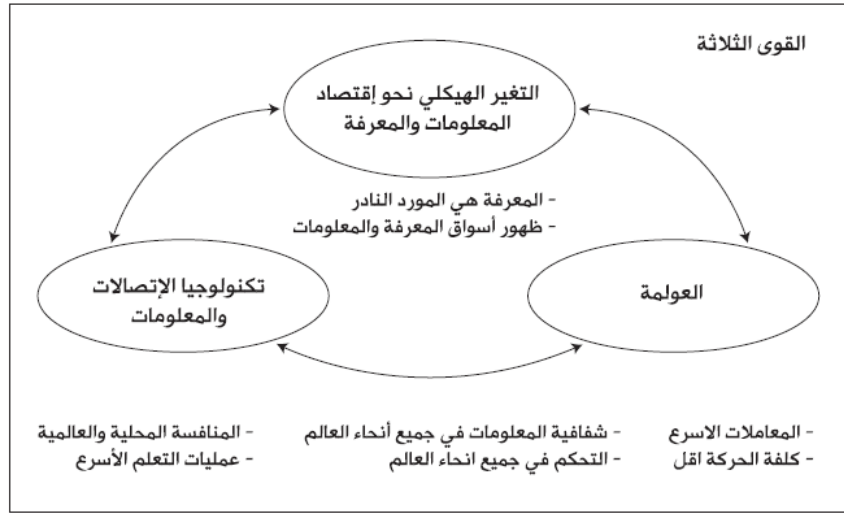 القوى الثلاثة
التغير الهيكلي نحو إقتصاد
المعلومات والمعرفة
- المعرفة هي المورد النادر
- ظهور أسواق المعرفة والمعلومات
العولمة
تكنولوجيا الإتصالات
والمعلومات
- المعاملات الاسرع
- كلفة الحركة اقل
- شفافية المعلومات في جميع أنحاء العالم
- التحكم في جميع انحاء العالم
- المنافسة المحلية والعالمية
- عمليات التعلم الأسرع